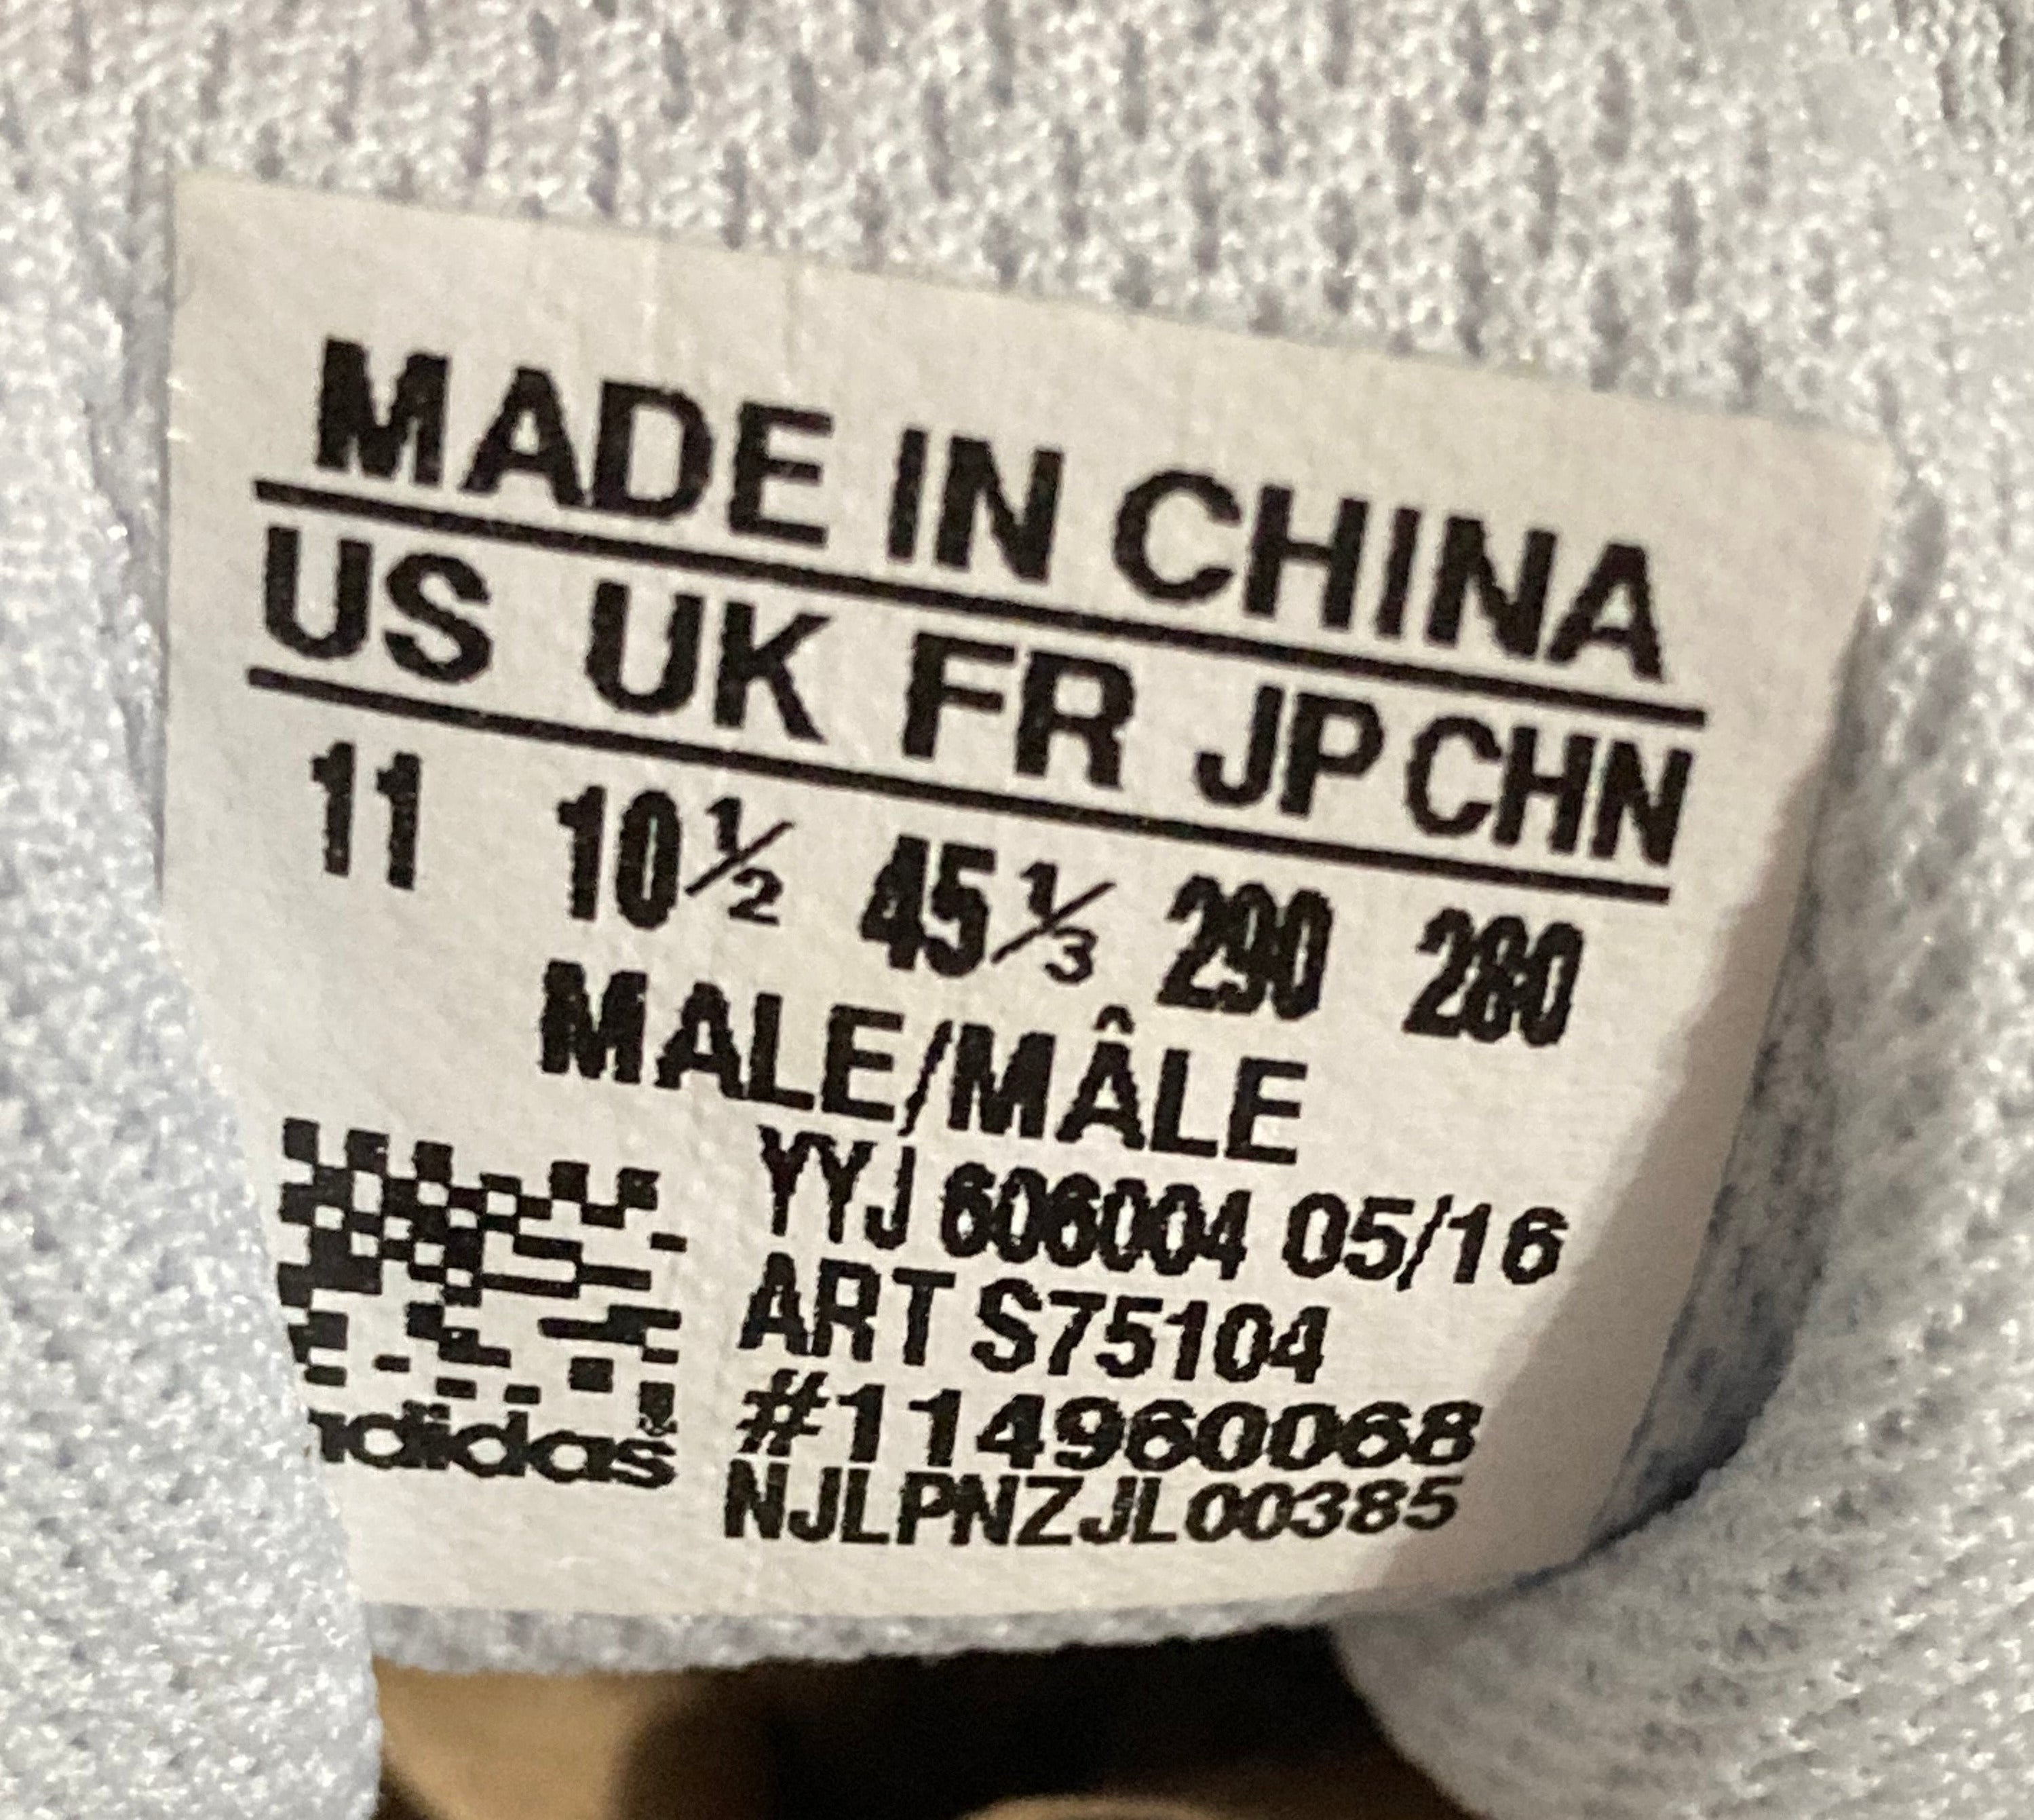 MADE IN CHINA
US UK FR JP CHN
11 10½ 45⅓ 290 280
MALE/MÂLE
YYJ 606004 05/16
ART S75104
#114960068
NJLPNZJL00385
adidas